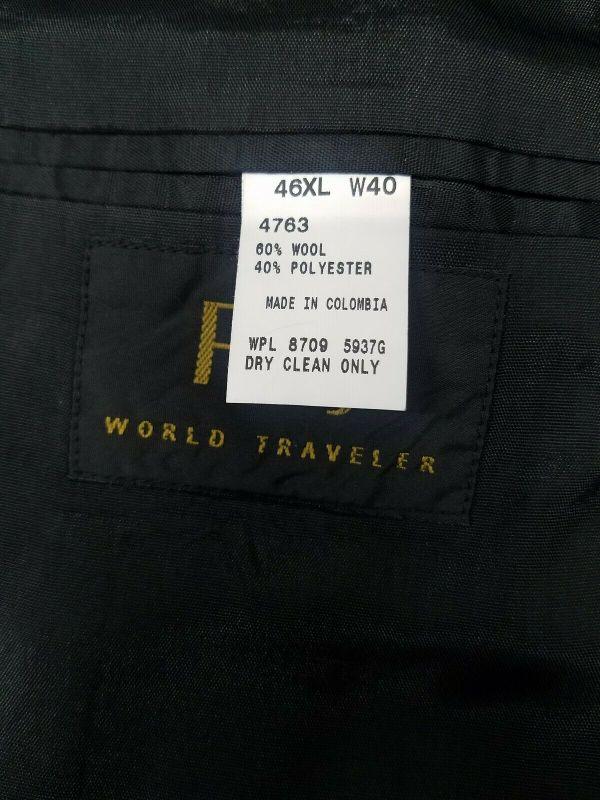 46XL W40
4763
60% WOOL
40% POLYESTER
MADE IN COLOMBIA
WPL 8709 5937G
DRY CLEAN ONLY
WORLD TRAVELER